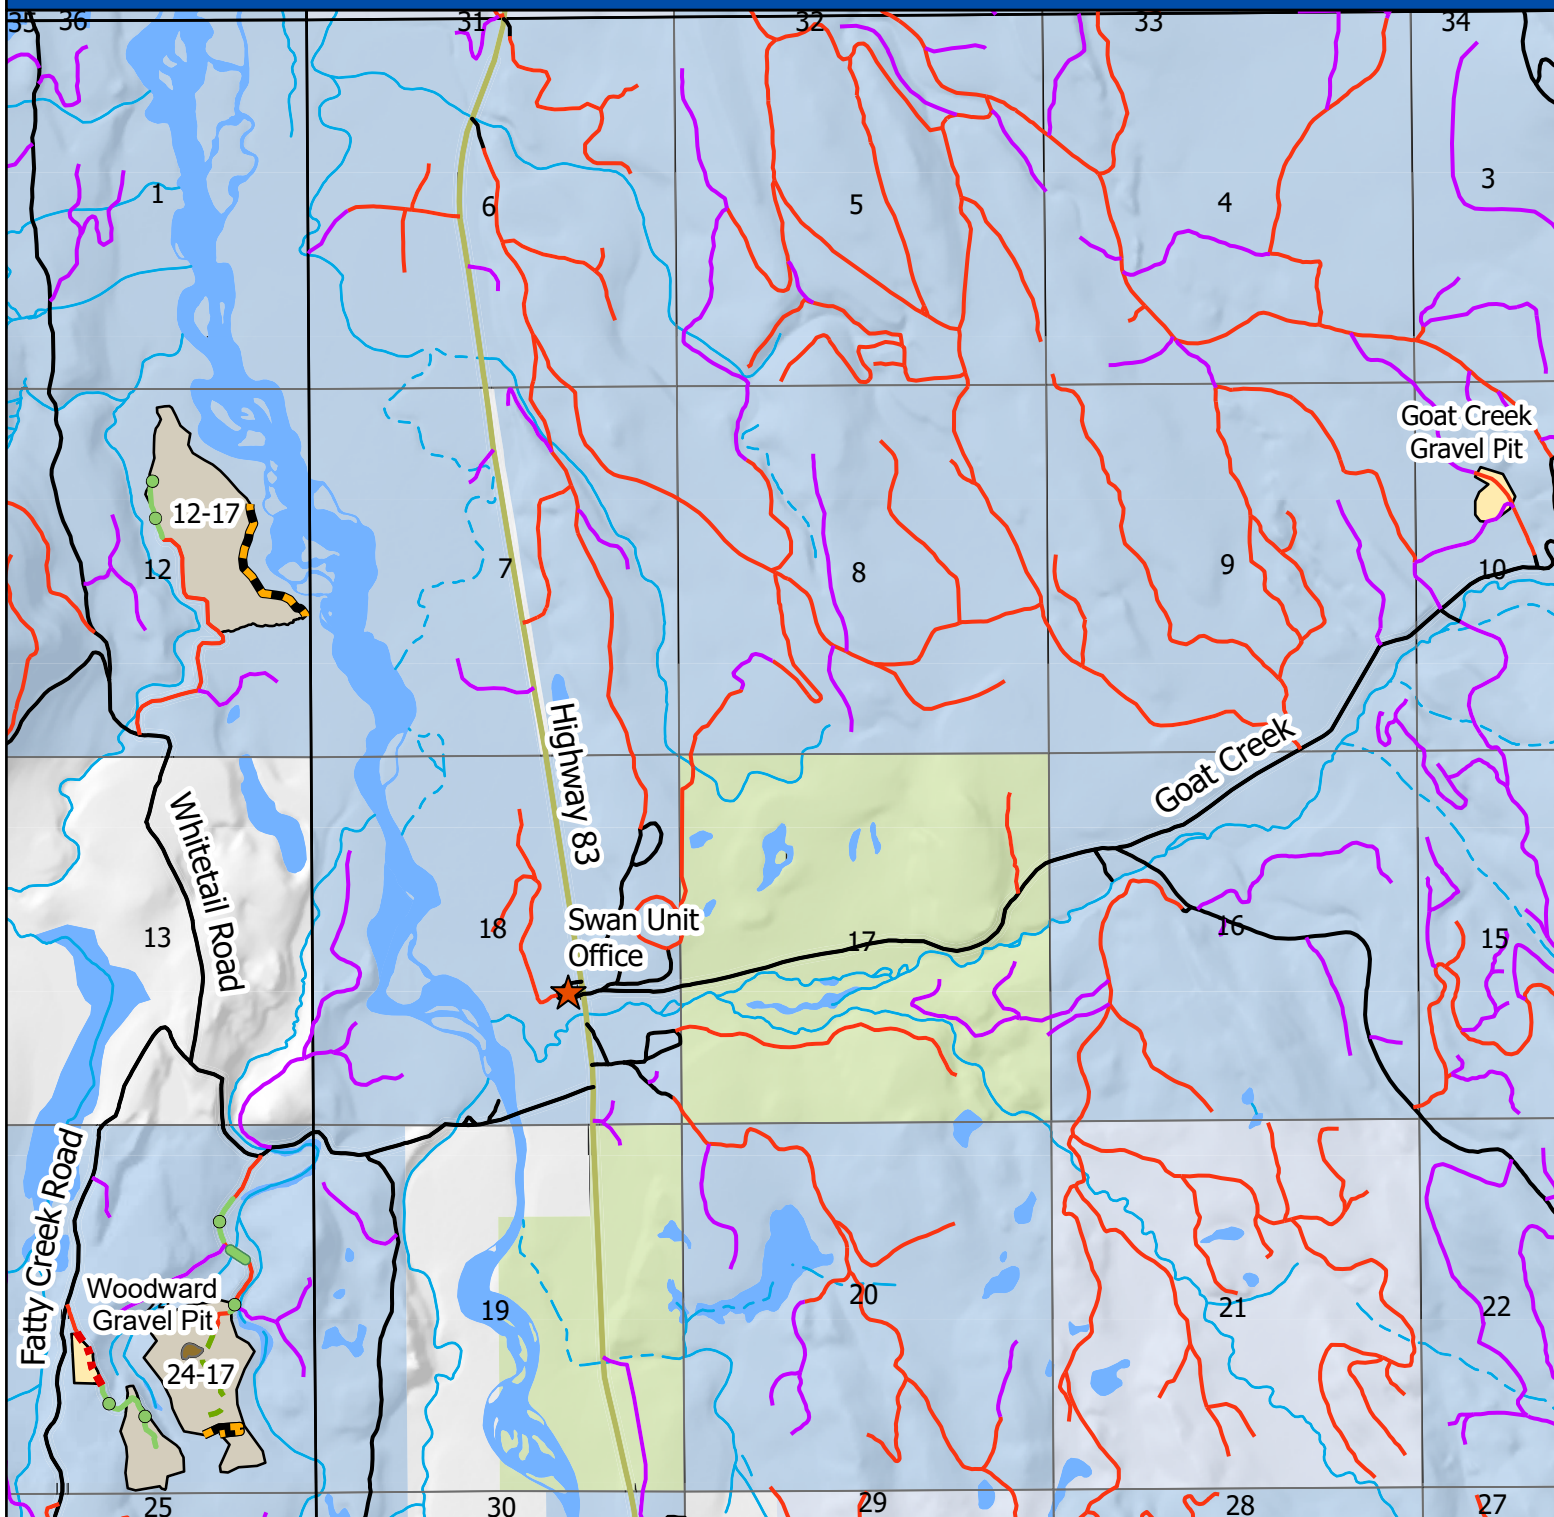 35 36 31 32 33 34
1 6 5 4 3
Goat Creek
Gravel Pit
12-17
12 7 8 9 10
Highway 83
Goat Creek
Whitetail Road
13 18 17 16 15
Swan Unit
Office
Fatty Creek Road
Woodward
Gravel Pit
24-17
19 20 21 22
25 30 29 28 27